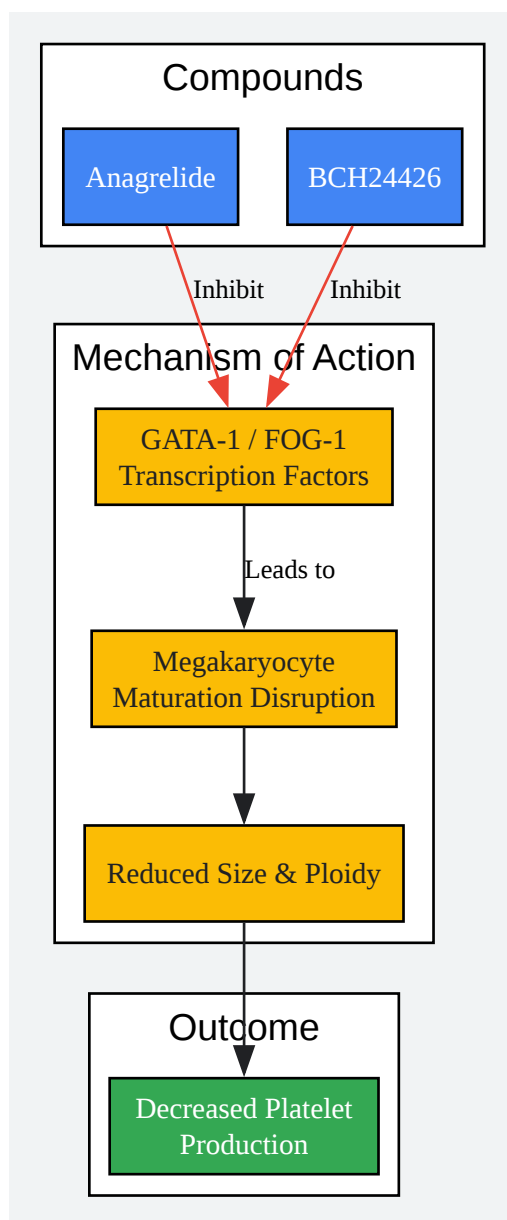 Compounds
Anagrelide
BCH24426
Inhibit
Inhibit
Mechanism of Action
GATA-1 / FOG-1
Transcription Factors
Leads to
Megakaryocyte
Maturation Disruption
Reduced Size & Ploidy
Outcome
Decreased Platelet
Production